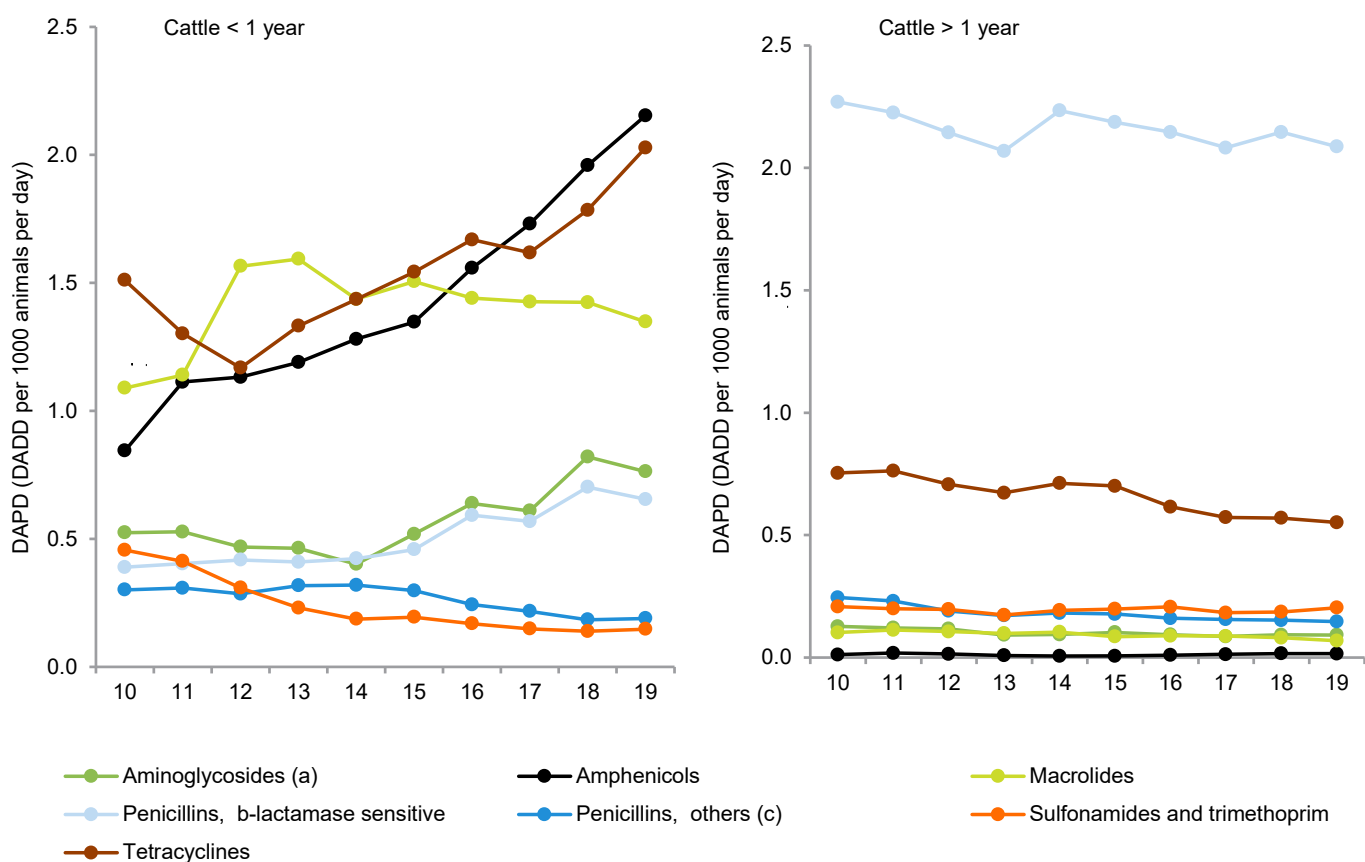 Cattle < 1 year
DAPD (DADD per 1000 animals per day)
2.5
2.0
1.5
1.0
0.5
0.0
10 11 12 13 14 15 16 17 18 19
Cattle > 1 year
DAPD (DADD per 1000 animals per day)
2.5
2.0
1.5
1.0
0.5
0.0
10 11 12 13 14 15 16 17 18 19
Aminoglycosides (a)
Amphenicols
Macrolides
Penicillins, b-lactamase sensitive
Penicillins, others (c)
Sulfonamides and trimethoprim
Tetracyclines